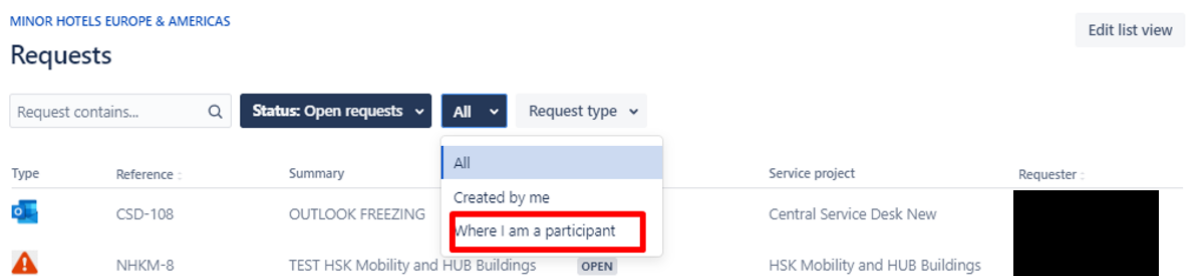 MINOR HOTELS EUROPE & AMERICAS
Edit list view
Requests
Request contains...
Status: Open requests
All
Request type
All
Created by me
Where I am a participant
Type Reference Summary Service project Requester
CSD-108 OUTLOOK FREEZING Central Service Desk New
NHKM-8 TEST HSK Mobility and HUB Buildings OPEN HSK Mobility and HUB Buildings